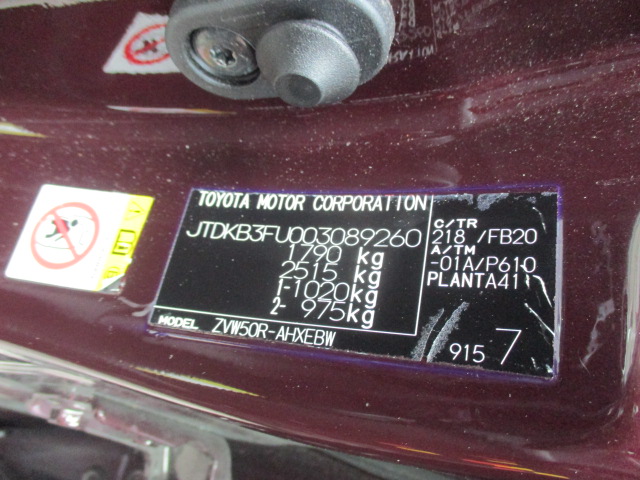 TOYOTA MOTOR CORPORATION
JTDKB3FU003089260
1790 kg
2515 kg
1-1020kg
2- 975kg
MODEL ZVW50R-AHXEBW
C/TR
218 /FB20
A/TM
-01A/P610
PLANTA411
915 7